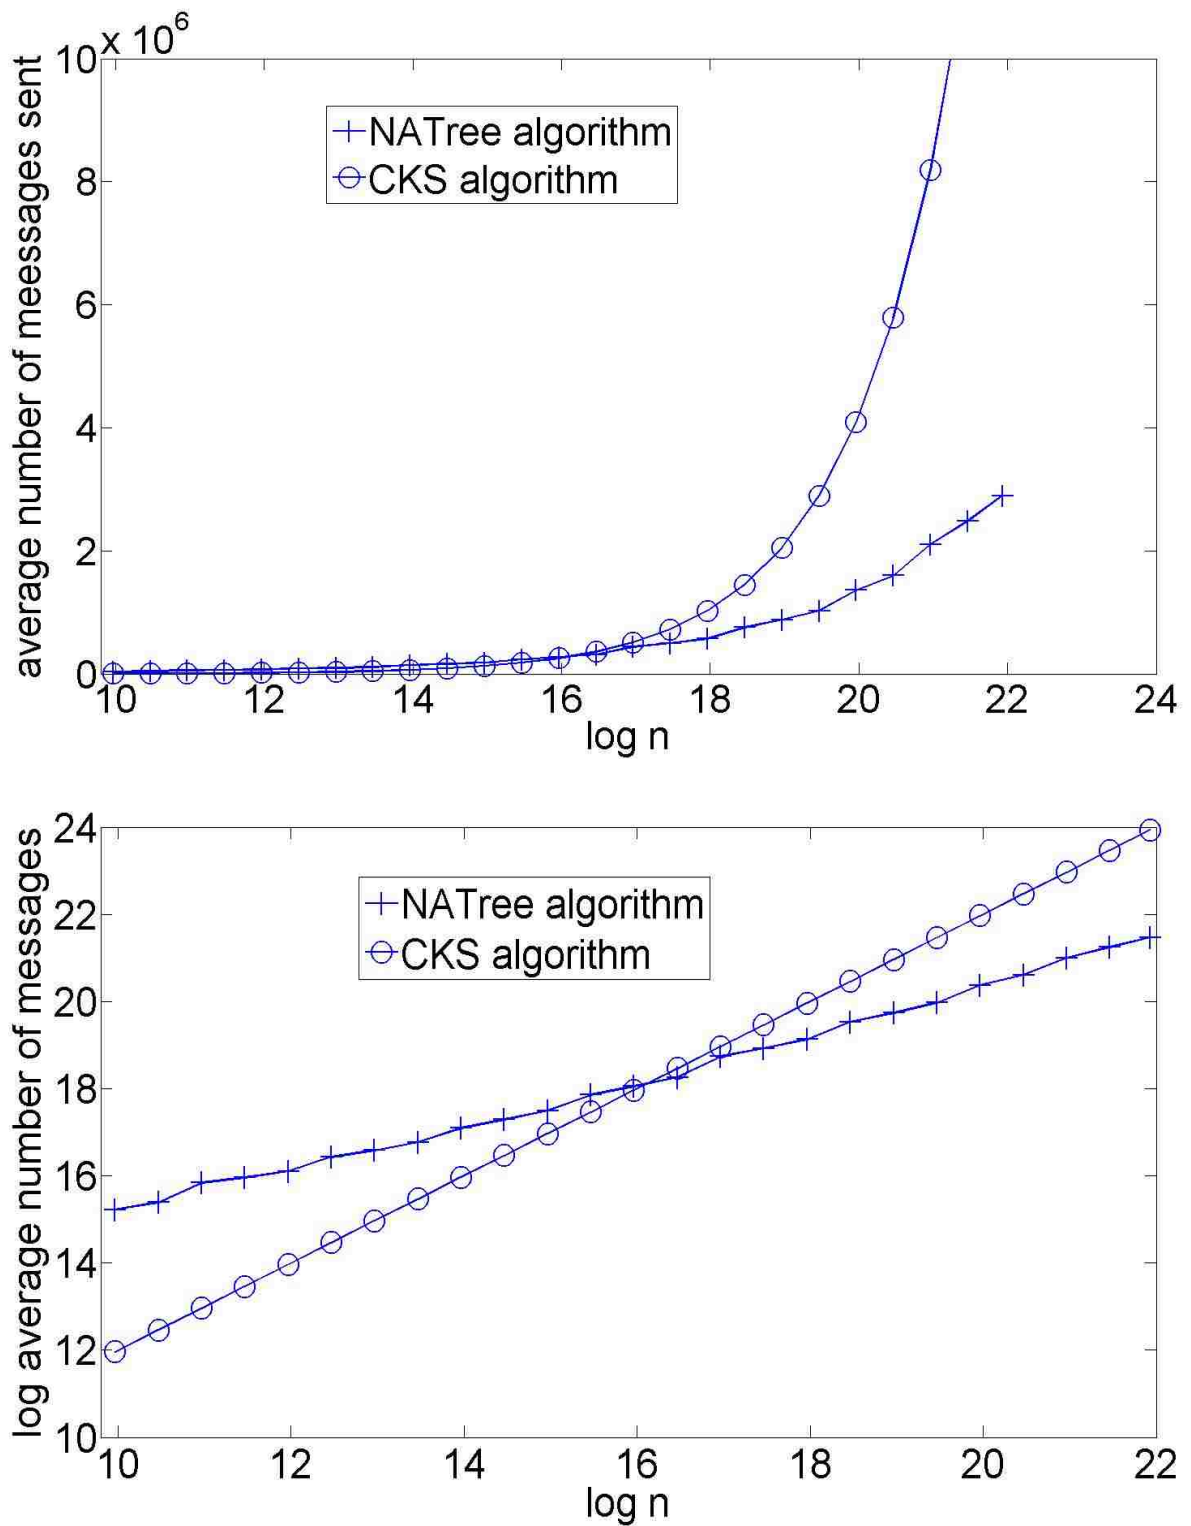 x 10^6
average number of meessages sent
10
8
6
4
2
0
NATree algorithm
CKS algorithm
10 12 14 16 18 20 22 24
log n
log average number of messages
24
22
20
18
16
14
12
10
NATree algorithm
CKS algorithm
10 12 14 16 18 20 22
log n